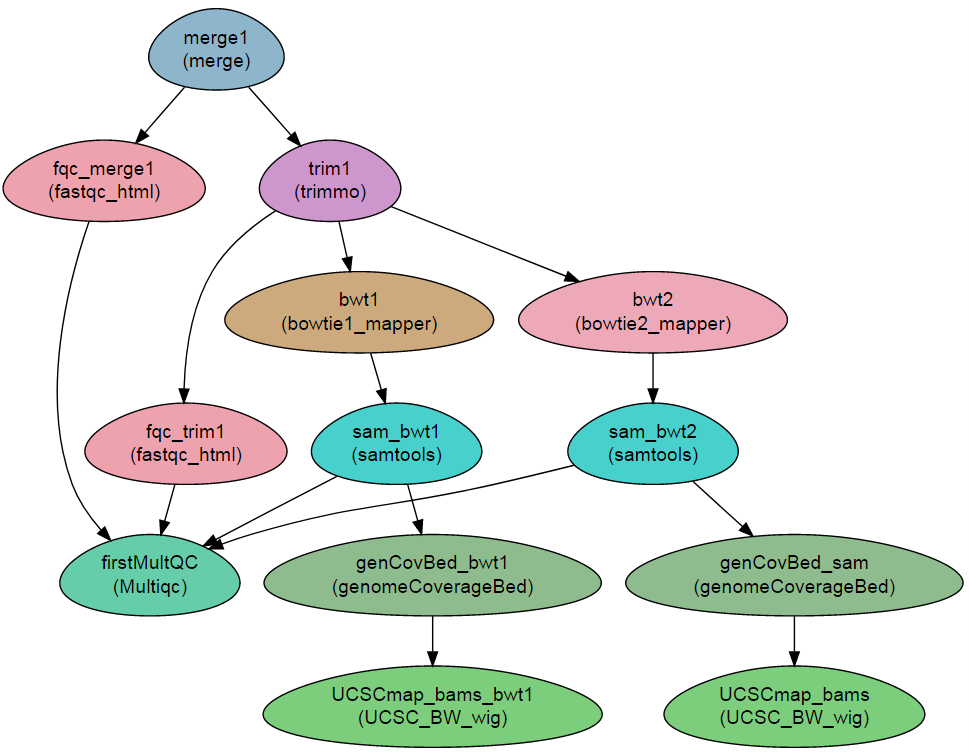 merge1
(merge)
fqc_merge1
(fastqc_html)
trim1
(trimmo)
bwt1
(bowtie1_mapper)
bwt2
(bowtie2_mapper)
fqc_trim1
(fastqc_html)
sam_bwt1
(samtools)
sam_bwt2
(samtools)
firstMultQC
(Multiqc)
genCovBed_bwt1
(genomeCoverageBed)
genCovBed_sam
(genomeCoverageBed)
UCSCmap_bams_bwt1
(UCSC_BW_wig)
UCSCmap_bams
(UCSC_BW_wig)